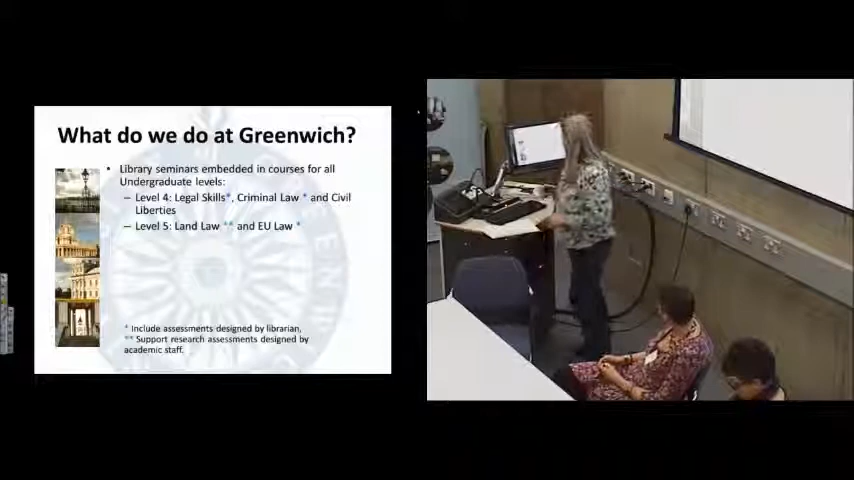 What do we do at Greenwich?
• Library seminars embedded in courses for all
Undergraduate levels:
– Level 4: Legal Skills*, Criminal Law * and Civil
Liberties
– Level 5: Land Law ** and EU Law *
* Include assessments designed by librarian,
** Support research assessments designed by
academic staff.